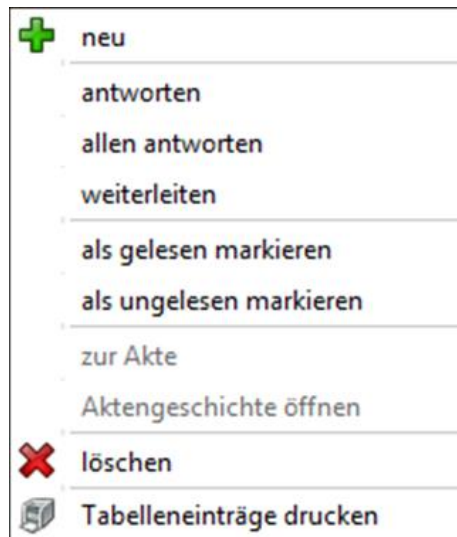 neu
antworten
allen antworten
weiterleiten
als gelesen markieren
als ungelesen markieren
zur Akte
Aktengeschichte öffnen
löschen
Tabelleneinträge drucken